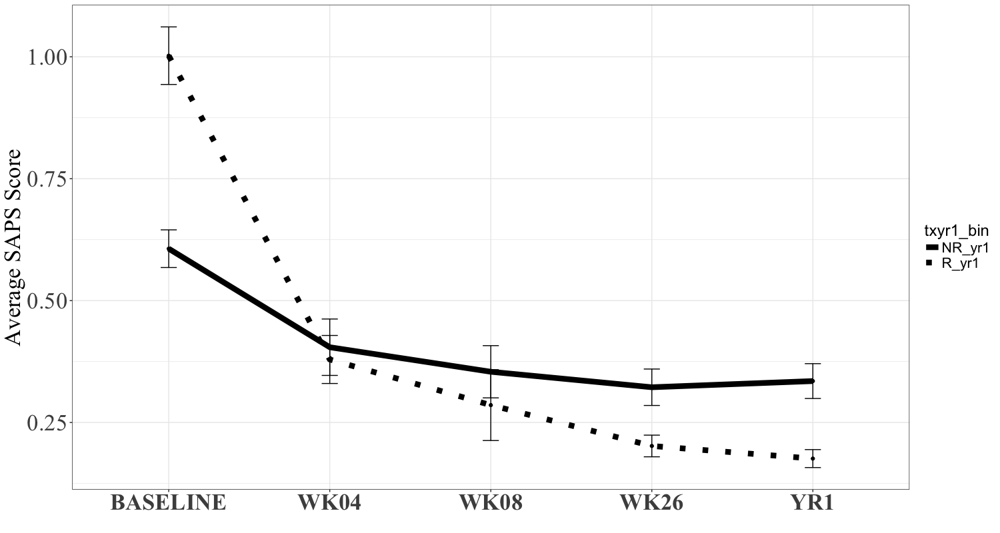 Average SAPS Score
1.00
0.75
0.50
0.25
BASELINE WK04 WK08 WK26 YR1
txyr1_bin
NR_yr1
R_yr1